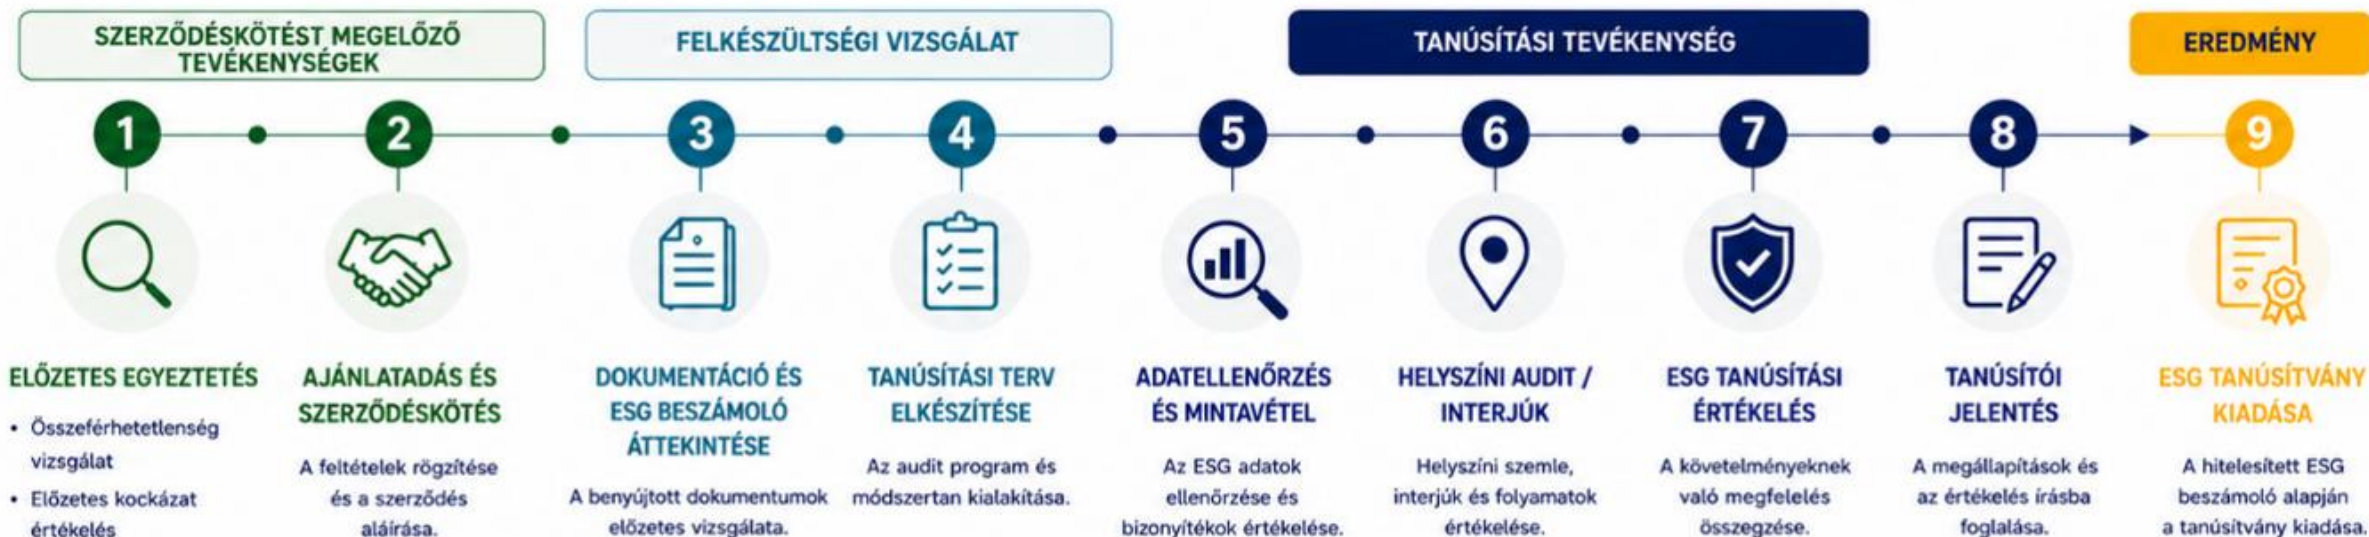 SZERZŐDÉSKÖTÉST MEGELŐZŐ
TEVÉKENYSÉGEK
FELKÉSZÜLTSÉGI VIZSGÁLAT
TANÚSÍTÁSI TEVÉKENYSÉG
EREDMÉNY
1
2
3
4
5
6
7
8
9
ELŐZETES EGYEZTETÉS
• Összeférhetetlenség
vizsgálat
• Előzetes kockázat
értékelés
AJÁNLATADÁS ÉS
SZERZŐDÉSKÖTÉS
A feltételek rögzítése
és a szerződés
aláírása.
DOKUMENTÁCIÓ ÉS
ESG BESZÁMOLÓ
ÁTTEKINTÉSE
A benyújtott dokumentumok
előzetes vizsgálata.
TANÚSÍTÁSI TERV
ELKÉSZÍTÉSE
Az audit program és
módszertan kialakítása.
ADATELLENŐRZÉS
ÉS MINTAVÉTEL
Az ESG adatok
ellenőrzése és
bizonyítékok értékelése.
HELYSZÍNI AUDIT /
INTERJÚK
Helyszíni szemle,
interjúk és folyamatok
értékelése.
ESG TANÚSÍTÁSI
ÉRTÉKELÉS
A követelményeknek
való megfelelés
összegzése.
TANÚSÍTÓI
JELENTÉS
A megállapítások és
az értékelés írásba
foglalása.
ESG TANÚSÍTVÁNY
KIADÁSA
A hitelesített ESG
beszámoló alapján
a tanúsítvány kiadása.